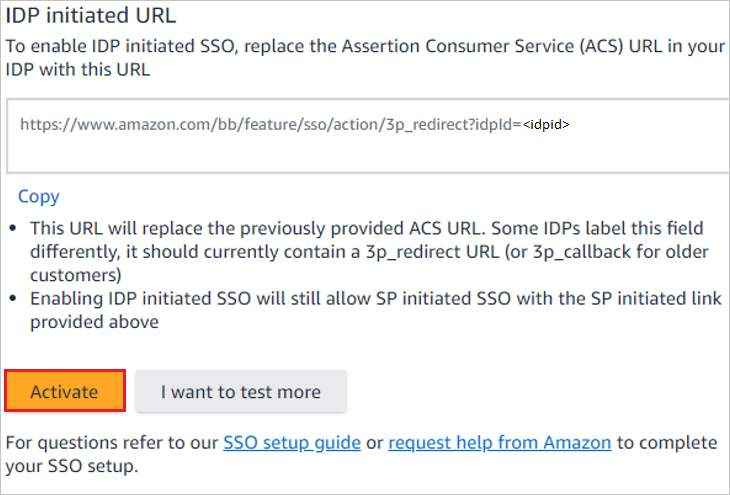 IDP initiated URL
To enable IDP initiated SSO, replace the Assertion Consumer Service (ACS) URL in your
IDP with this URL
https://www.amazon.com/bb/feature/sso/action/3p_redirect?idpId=<idpid>
Copy
• This URL will replace the previously provided ACS URL. Some IDPs label this field
differently, it should currently contain a 3p_redirect URL (or 3p_callback for older
customers)
• Enabling IDP initiated SSO will still allow SP initiated SSO with the SP initiated link
provided above
Activate I want to test more
For questions refer to our SSO setup guide or request help from Amazon to complete
your SSO setup.